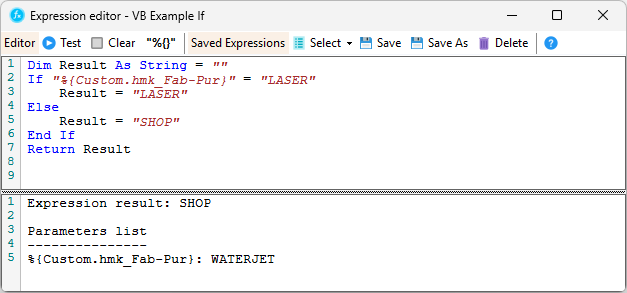 Expression editor - VB Example If
Editor Test Clear "%{}" Saved Expressions Select Save Save As Delete ?
1 Dim Result As String = ""
2 If "%{Custom.hmk_Fab-Pur}" = "LASER"
3 Result = "LASER"
4 Else
5 Result = "SHOP"
6 End If
7 Return Result
8
9
1 Expression result: SHOP
2
3 Parameters list
4 ---------------
5 %{Custom.hmk_Fab-Pur}: WATERJET